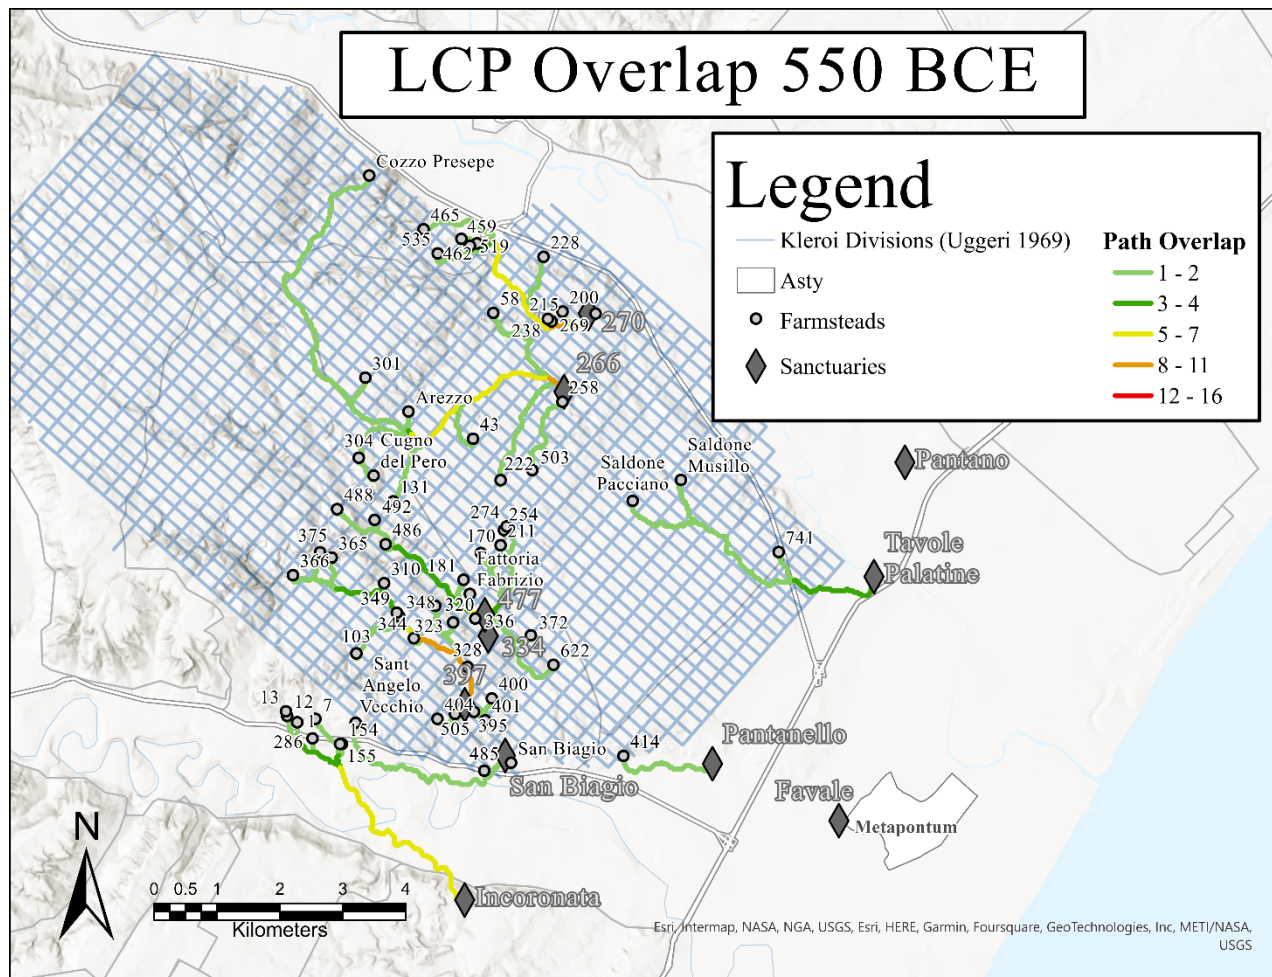 LCP Overlap 550 BCE
Legend
Kleroi Divisions (Uggeri 1969)
Asty
Farmsteads
Sanctuaries
Path Overlap
1 - 2
3 - 4
5 - 7
8 - 11
12 - 16
Cozzo Presepe
465
459
535
519
462
228
58
215
200
238
269
270
266
258
301
Arezzo
43
304
Cugno
del Pero
222
503
131
Saldone
Musillo
Saldone
Pacciano
Pantano
488
492
486
274
254
211
170
741
Tavole
Palatine
375
365
366
181
Fattoria
Fabrizio
310
477
349
348
320
336
344
323
334
372
103
328
622
Sant
Angelo
Vecchio
397
400
404
401
505
395
13
12
7
1
154
286
155
485
San Biagio
San Biagio
414
Pantanello
Favale
Metapontum
Incoronata
N
0 0.5 1 2 3 4
Kilometers
Esri, Intermap, NASA, NGA, USGS, Esri, HERE, Garmin, Foursquare, GeoTechnologies, Inc, METI/NASA,
USGS